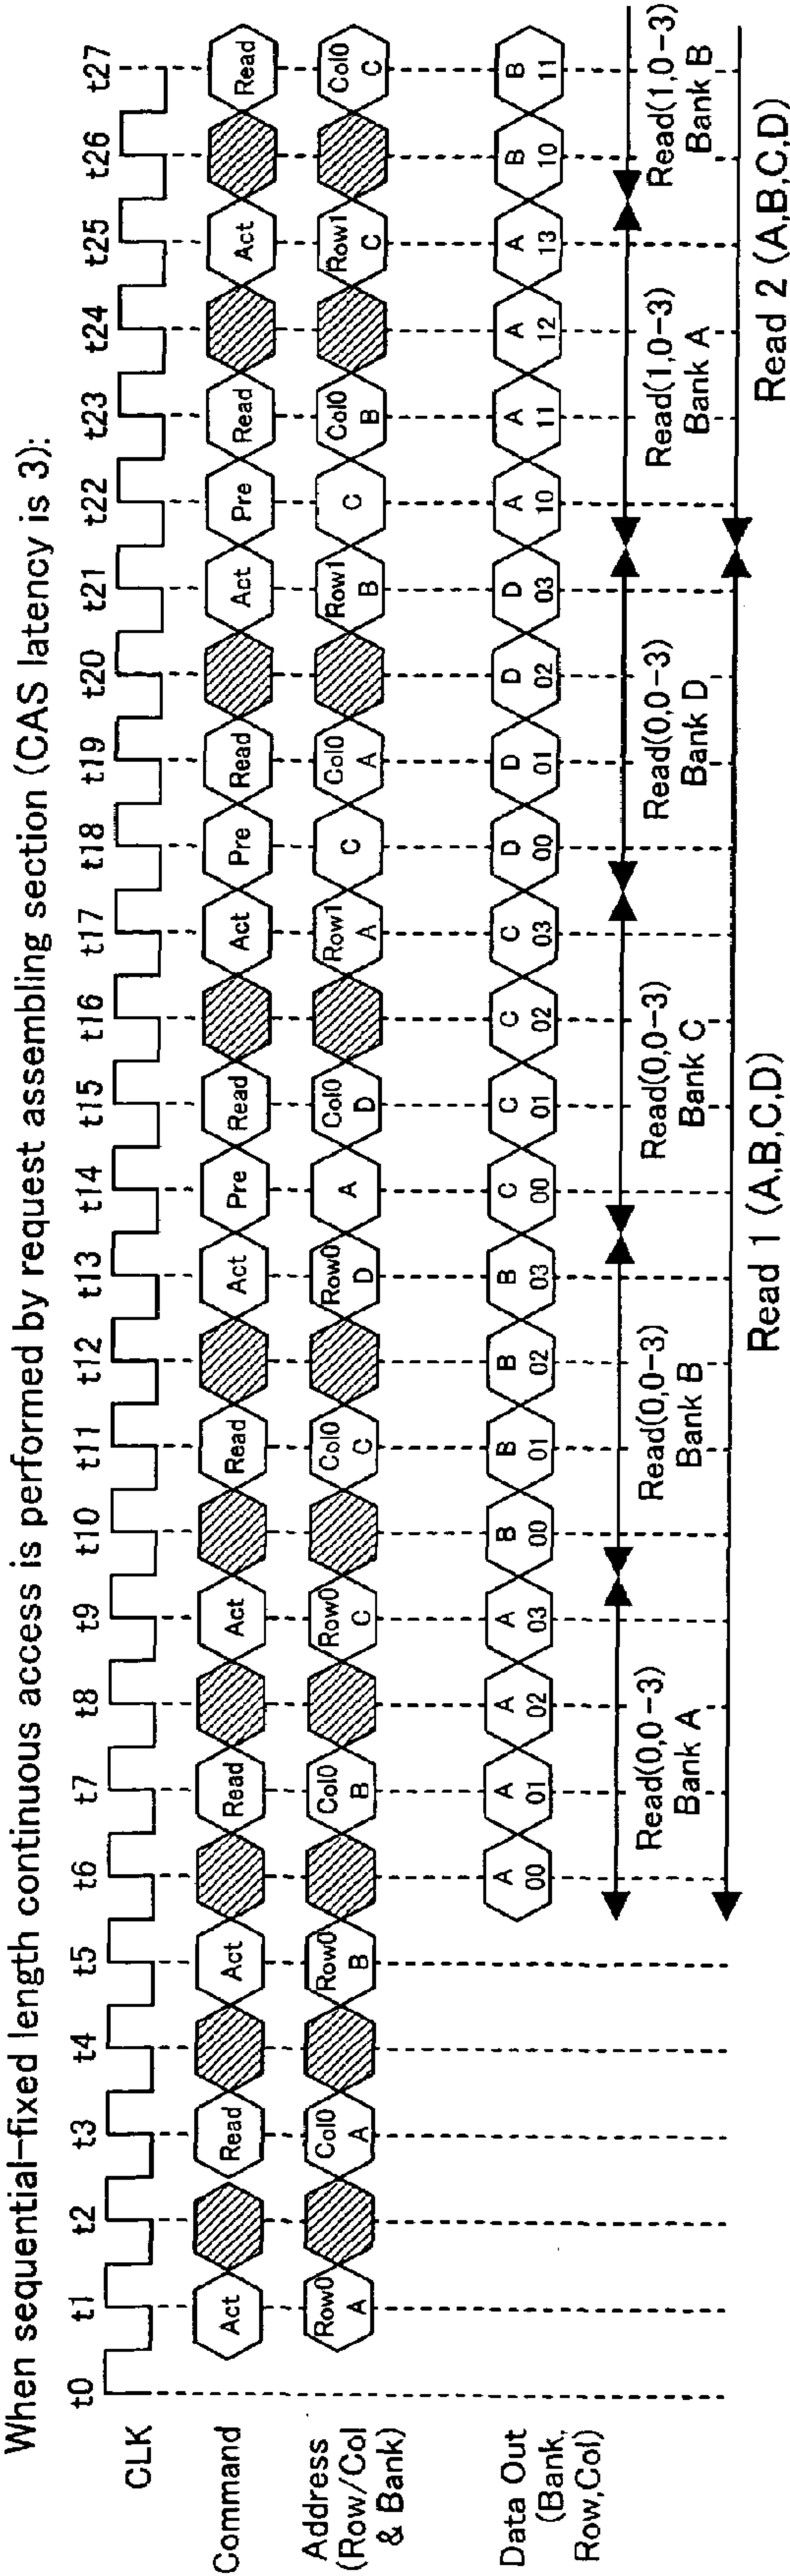 When sequential-fixed length continuous access is performed by request assembling section (CAS latency is 3):
t0 t1 t2 t3 t4 t5 t6 t7 t8 t9 t10 t11 t12 t13 t14 t15 t16 t17 t18 t19 t20 t21 t22 t23 t24 t25 t26 t27
CLK
Command
Act Read Act Read Act Read Act Pre Read Act Pre Read Act Pre Read Act Read
Address
(Row/Col
& Bank)
Row0 Col0 Row0 Col0 Row0 Col0 Row0 A Col0 Row1 C Col0 Row1 C Col0 Row1 Col0
A A B B C C D D A A B B C C
Data Out
(Bank,
Row,Col)
A A A A B B B B C C C C D D D D A A A A B B
00 01 02 03 00 01 02 03 00 01 02 03 00 01 02 03 10 11 12 13 10 11
Read(0,0-3) Read(0,0-3) Read(0,0-3) Read(0,0-3) Read(1,0-3) Read(1,0-3)
Bank A Bank B Bank C Bank D Bank A Bank B
Read 1 (A,B,C,D) Read 2 (A,B,C,D)